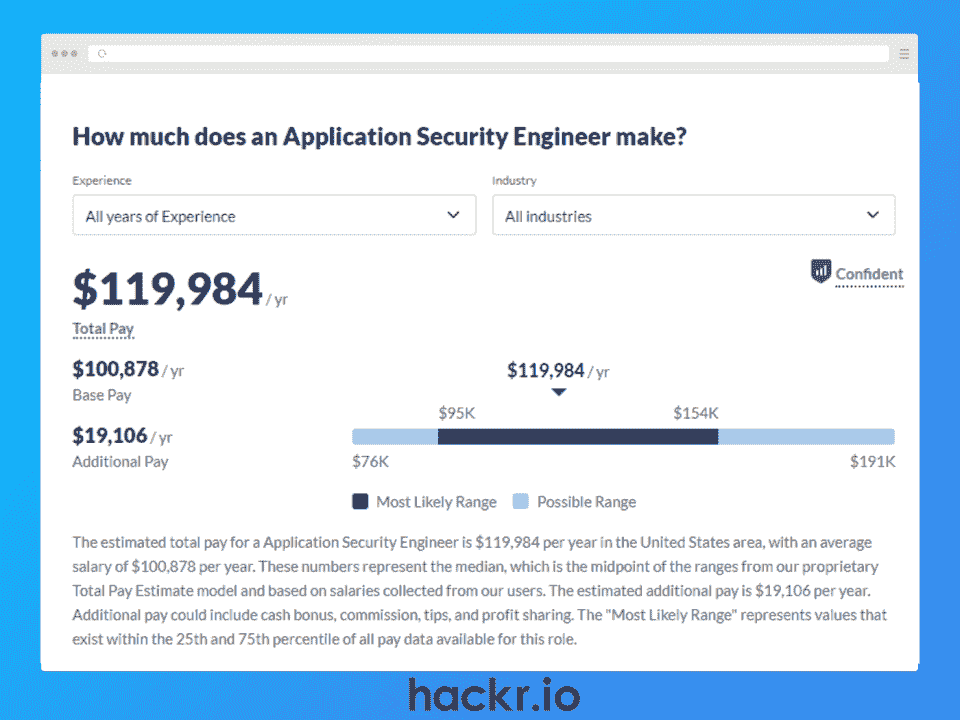 How much does an Application Security Engineer make?
Experience
Industry
All years of Experience
All industries
$119,984 / yr
Confident
Total Pay
$100,878 / yr
Base Pay
$119,984 / yr
$95K
$154K
$19,106 / yr
Additional Pay
$76K
$191K
Most Likely Range
Possible Range
The estimated total pay for a Application Security Engineer is $119,984 per year in the United States area, with an average
salary of $100,878 per year. These numbers represent the median, which is the midpoint of the ranges from our proprietary
Total Pay Estimate model and based on salaries collected from our users. The estimated additional pay is $19,106 per year.
Additional pay could include cash bonus, commission, tips, and profit sharing. The "Most Likely Range" represents values that
exist within the 25th and 75th percentile of all pay data available for this role.
hackr.io